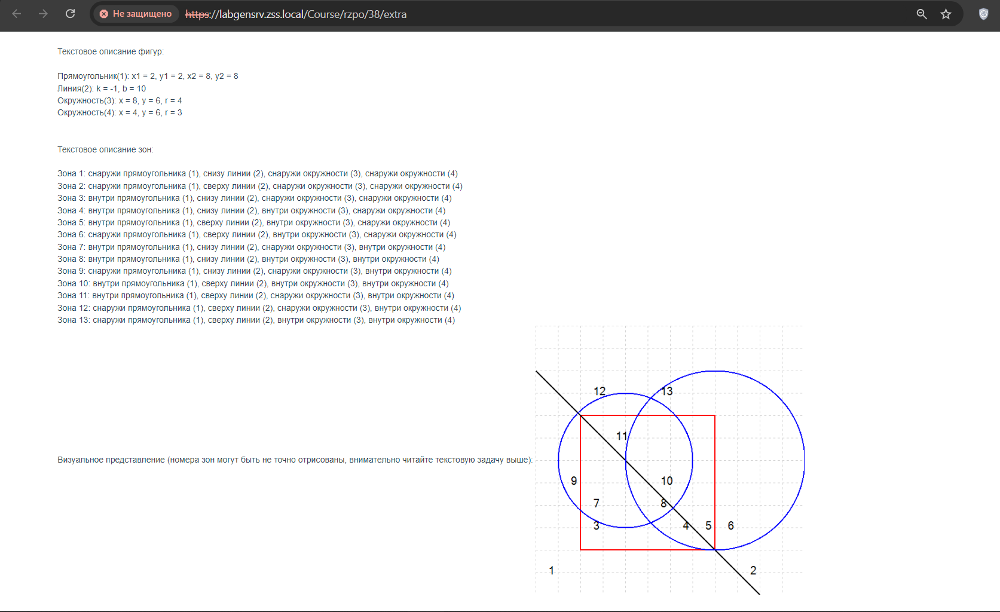 Не защищено https://labgensrv.zss.local/Course/rzpo/38/extra
Текстовое описание фигур:
Прямоугольник(1): x1 = 2, y1 = 2, x2 = 8, y2 = 8
Линия(2): k = -1, b = 10
Окружность(3): x = 8, y = 6, r = 4
Окружность(4): x = 4, y = 6, r = 3
Текстовое описание зон:
Зона 1: снаружи прямоугольника (1), снизу линии (2), снаружи окружности (3), снаружи окружности (4)
Зона 2: снаружи прямоугольника (1), сверху линии (2), снаружи окружности (3), снаружи окружности (4)
Зона 3: внутри прямоугольника (1), снизу линии (2), снаружи окружности (3), снаружи окружности (4)
Зона 4: внутри прямоугольника (1), снизу линии (2), внутри окружности (3), снаружи окружности (4)
Зона 5: внутри прямоугольника (1), сверху линии (2), внутри окружности (3), снаружи окружности (4)
Зона 6: снаружи прямоугольника (1), сверху линии (2), внутри окружности (3), снаружи окружности (4)
Зона 7: внутри прямоугольника (1), снизу линии (2), снаружи окружности (3), внутри окружности (4)
Зона 8: внутри прямоугольника (1), снизу линии (2), внутри окружности (3), внутри окружности (4)
Зона 9: снаружи прямоугольника (1), снизу линии (2), снаружи окружности (3), внутри окружности (4)
Зона 10: внутри прямоугольника (1), сверху линии (2), внутри окружности (3), внутри окружности (4)
Зона 11: внутри прямоугольника (1), сверху линии (2), снаружи окружности (3), внутри окружности (4)
Зона 12: снаружи прямоугольника (1), сверху линии (2), снаружи окружности (3), внутри окружности (4)
Зона 13: снаружи прямоугольника (1), сверху линии (2), внутри окружности (3), внутри окружности (4)
12 13
11
Визуальное представление (номера зон могут быть не точно отрисованы, внимательно читайте текстовую задачу выше):
9 10
7 8
3 4 5 6
1 2